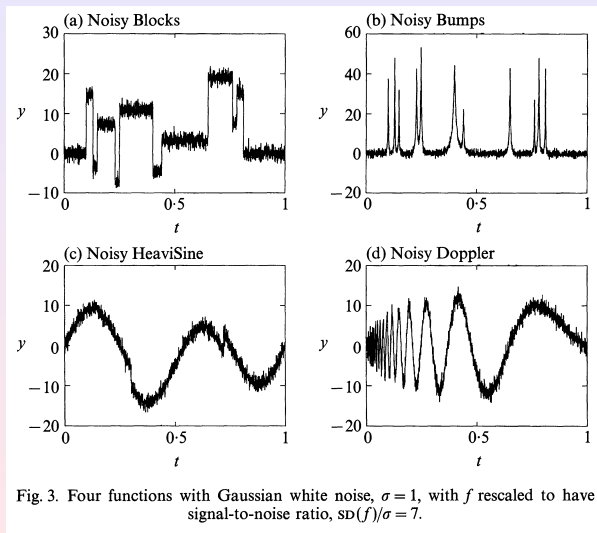 (a) Noisy Blocks
30
20
10
0
−10
y
0
0·5
1
t
(b) Noisy Bumps
60
40
20
0
−20
y
0
0·5
1
t
(c) Noisy HeaviSine
20
10
0
−10
−20
y
0
0·5
1
t
(d) Noisy Doppler
20
10
0
−10
−20
y
0
0·5
1
t
Fig. 3. Four functions with Gaussian white noise, σ = 1, with f rescaled to have
signal-to-noise ratio, SD(f)/σ = 7.